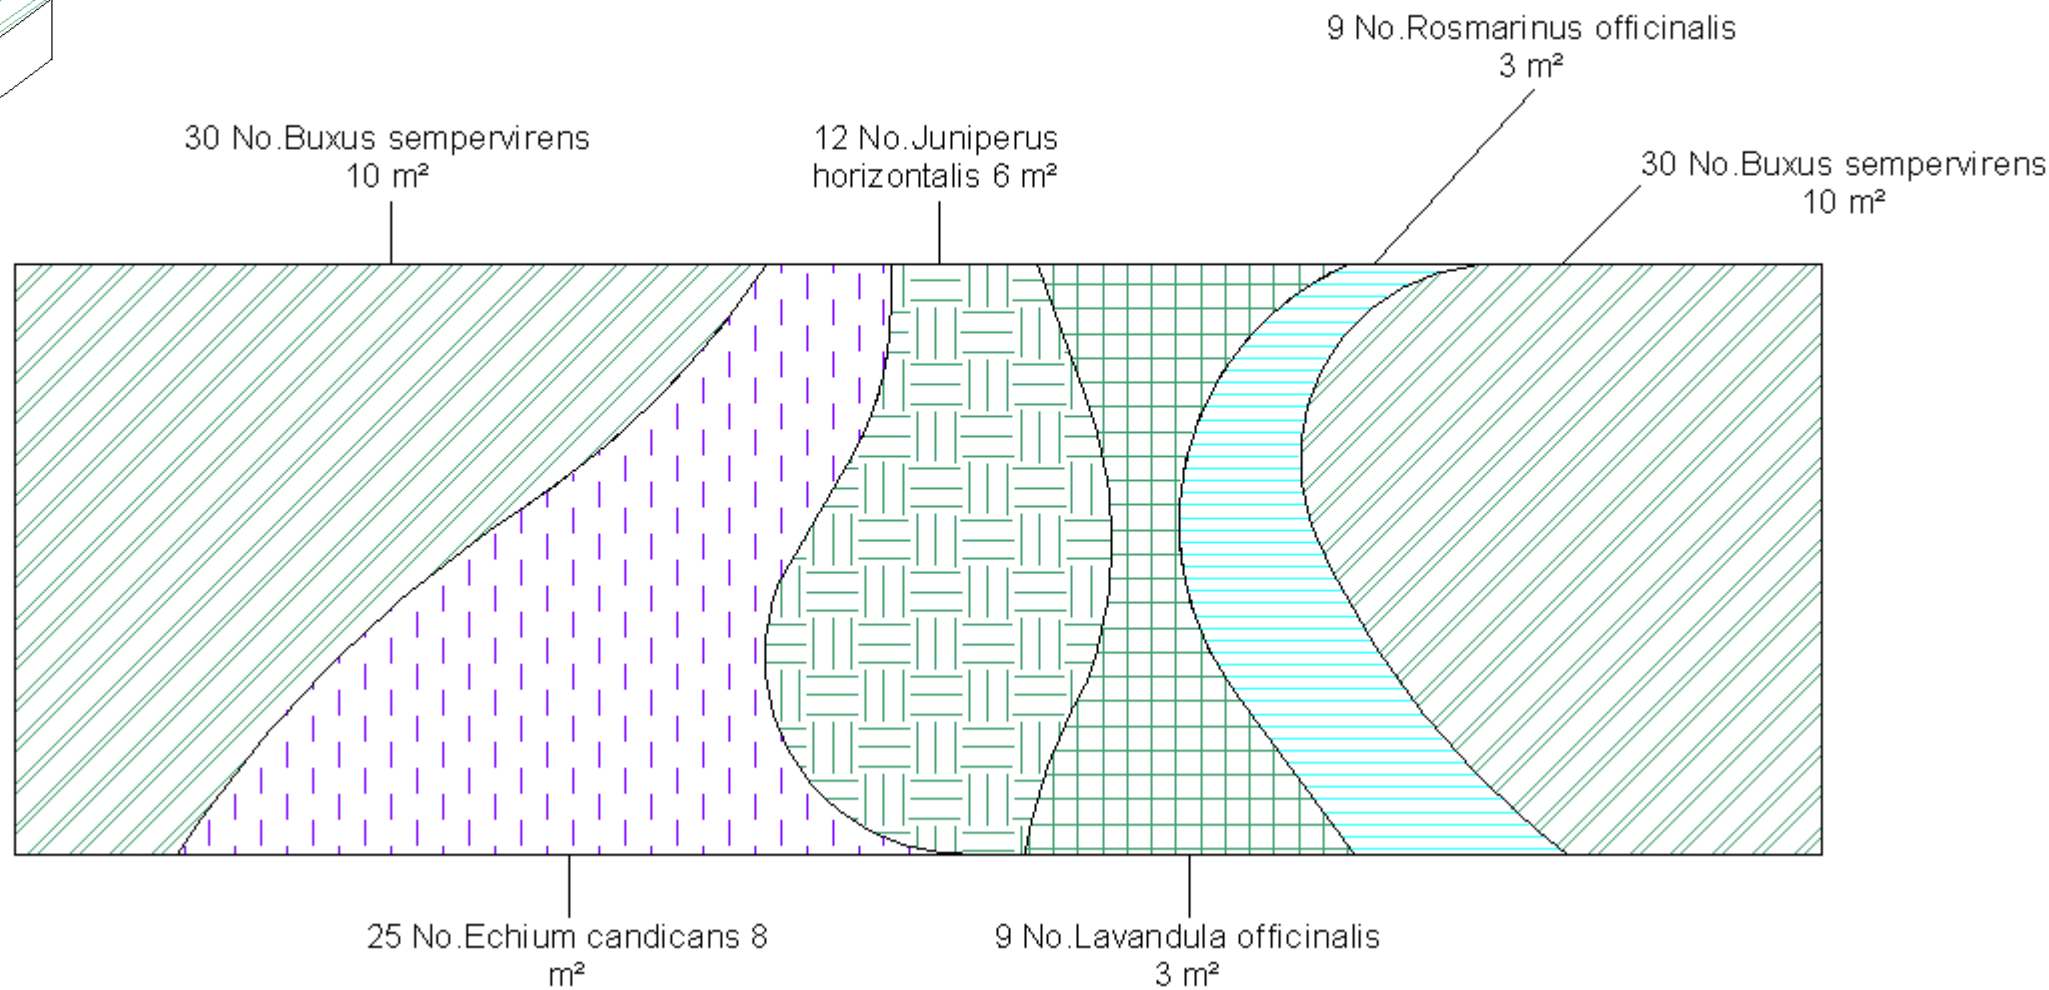 9 No.Rosmarinus officinalis
3 m²
30 No.Buxus sempervirens
10 m²
12 No.Juniperus
horizontalis 6 m²
30 No.Buxus sempervirens
10 m²
25 No.Echium candicans 8
m²
9 No.Lavandula officinalis
3 m²